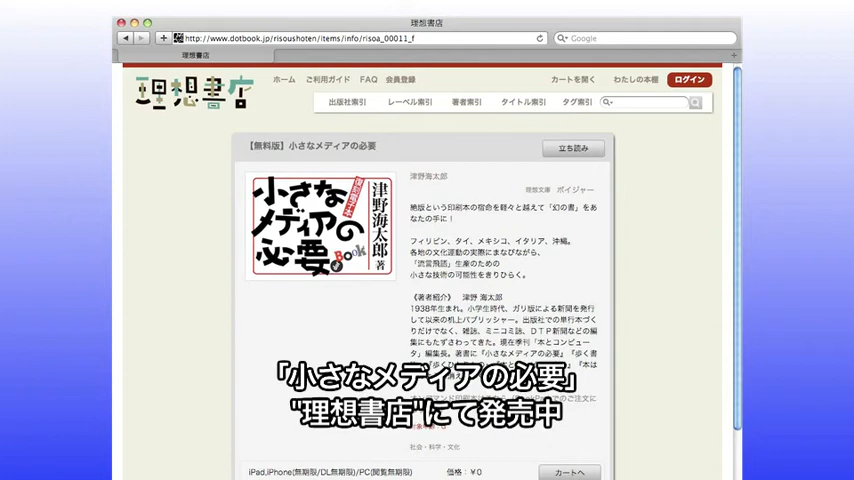 理想書店
http://www.dotbook.jp/risoushoten/items/info/risoa_00011_f
Google
理想書店
理想書店
ホーム ご利用ガイド FAQ 会員登録 カートを開く わたしの本棚 ログイン
出版社索引 レーベル索引 著者索引 タイトル索引 タグ索引
【無料版】小さなメディアの必要
立ち読み
小さな
メディアの
必要
津野海太郎 著
津野海太郎
理想文庫 ボイジャー
絶版という印刷本の宿命を軽々と越えて「幻の書」をあ
なたの手に！
フィリピン、タイ、メキシコ、イタリア、沖縄。
各地の文化運動の実際にまなびながら、
「流言飛語」生産のための
小さな技術の可能性をきりひらく。
《著者紹介》 津野 海太郎
1938年生まれ。小学生時代、ガリ版による新聞を発行
して以来の机上パブリッシャー。出版社での単行本づく
りだけでなく、雑誌、ミニコミ誌、ＤＴＰ新聞などの編
集にもたずさわってきた。現在季刊「本とコンピュー
タ」編集長。著書に『小さなメディアの必要』『歩く書
「小さなメディアの必要」
"理想書店"にて発売中
社会・科学・文化
iPad,iPhone(無期限/DL無期限)/PC(閲覧無期限)
価格：￥0
カートへ